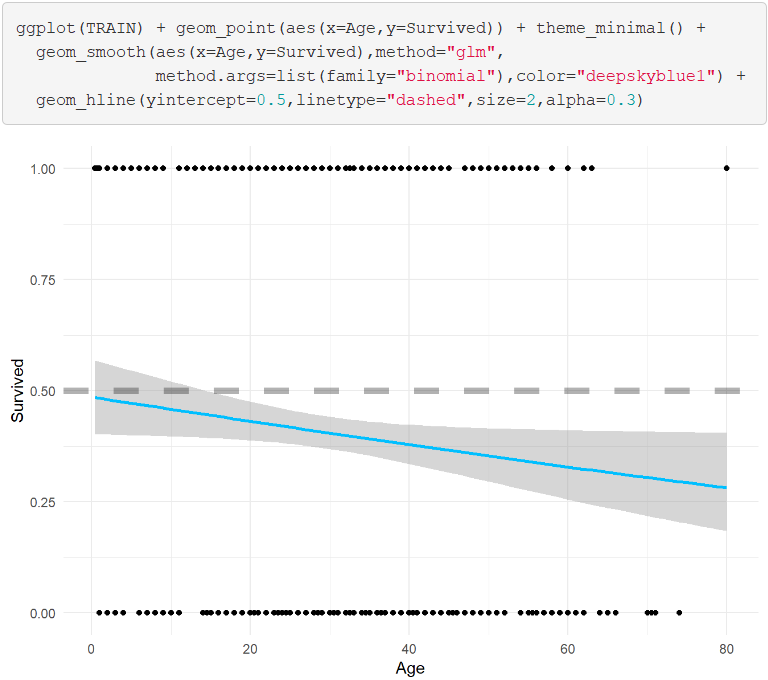 ggplot(TRAIN) + geom_point(aes(x=Age,y=Survived)) + theme_minimal() +
  geom_smooth(aes(x=Age,y=Survived),method="glm",
              method.args=list(family="binomial"),color="deepskyblue1") +
  geom_hline(yintercept=0.5,linetype="dashed",size=2,alpha=0.3)
1.00
0.75
Survived
0.50
0.25
0.00
0 20 40 60 80
Age